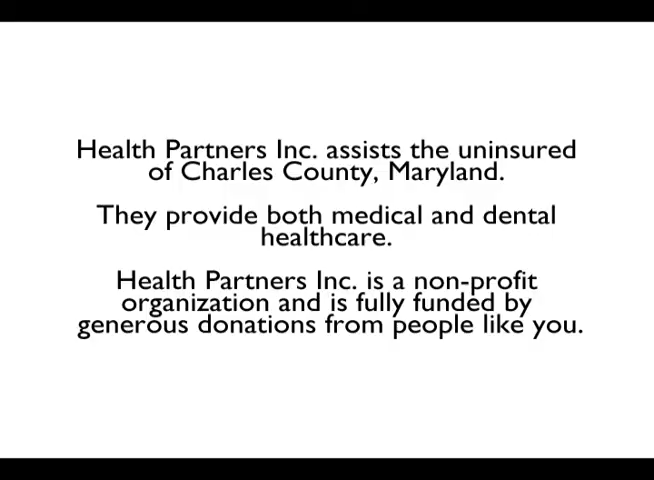 Health Partners Inc. assists the uninsured
of Charles County, Maryland.
They provide both medical and dental
healthcare.
Health Partners Inc. is a non-profit
organization and is fully funded by
generous donations from people like you.